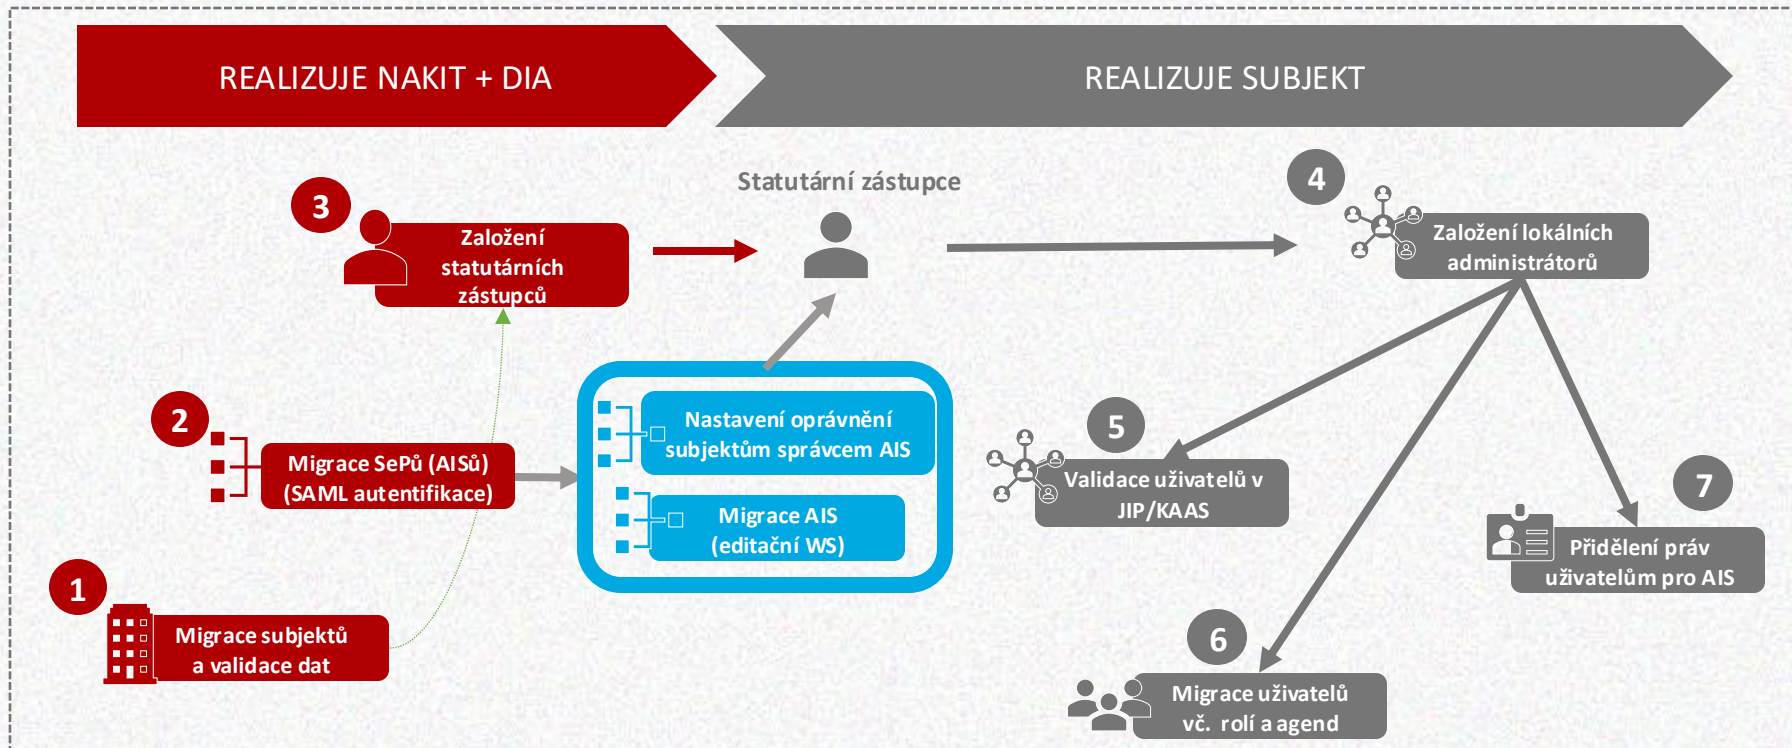 REALIZUJE NAKIT + DIA
REALIZUJE SUBJEKT
3
Založení
statutárních
zástupců
Statutární zástupce
4
Založení lokálních
administrátorů
2
Migrace SePů (AISů)
(SAML autentifikace)
Nastavení oprávnění
subjektům správcem AIS
Migrace AIS
(editační WS)
5
Validace uživatelů v
JIP/KAAS
7
Přidělení práv
uživatelům pro AIS
1
Migrace subjektů
a validace dat
6
Migrace uživatelů
vč. rolí a agend